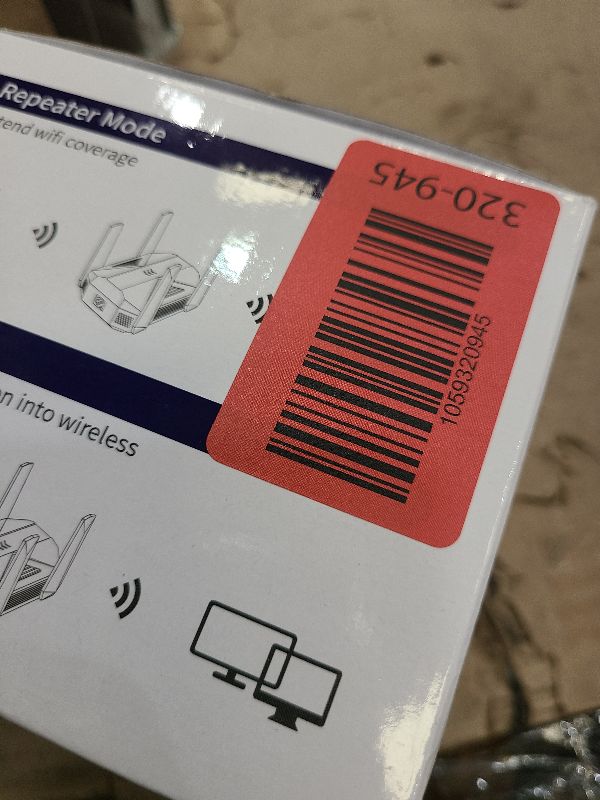 Repeater Mode
tend wifi coverage
320-945
1059320945
n into wireless